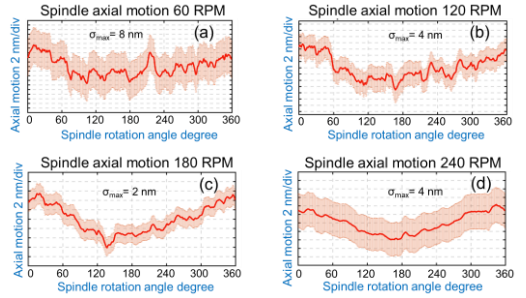 Spindle axial motion 60 RPM
σmax= 8 nm
(a)
Axial motion 2 nm/div
0 60 120 180 240 300 360
Spindle rotation angle degree
Spindle axial motion 120 RPM
σmax= 4 nm
(b)
Axial motion 2 nm/div
0 60 120 180 240 300 360
Spindle rotation angle degree
Spindle axial motion 180 RPM
σmax= 2 nm
(c)
Axial motion 2 nm/div
0 60 120 180 240 300 360
Spindle rotation angle degree
Spindle axial motion 240 RPM
σmax= 4 nm
(d)
Axial motion 2 nm/div
0 60 120 180 240 300 360
Spindle rotation angle degree